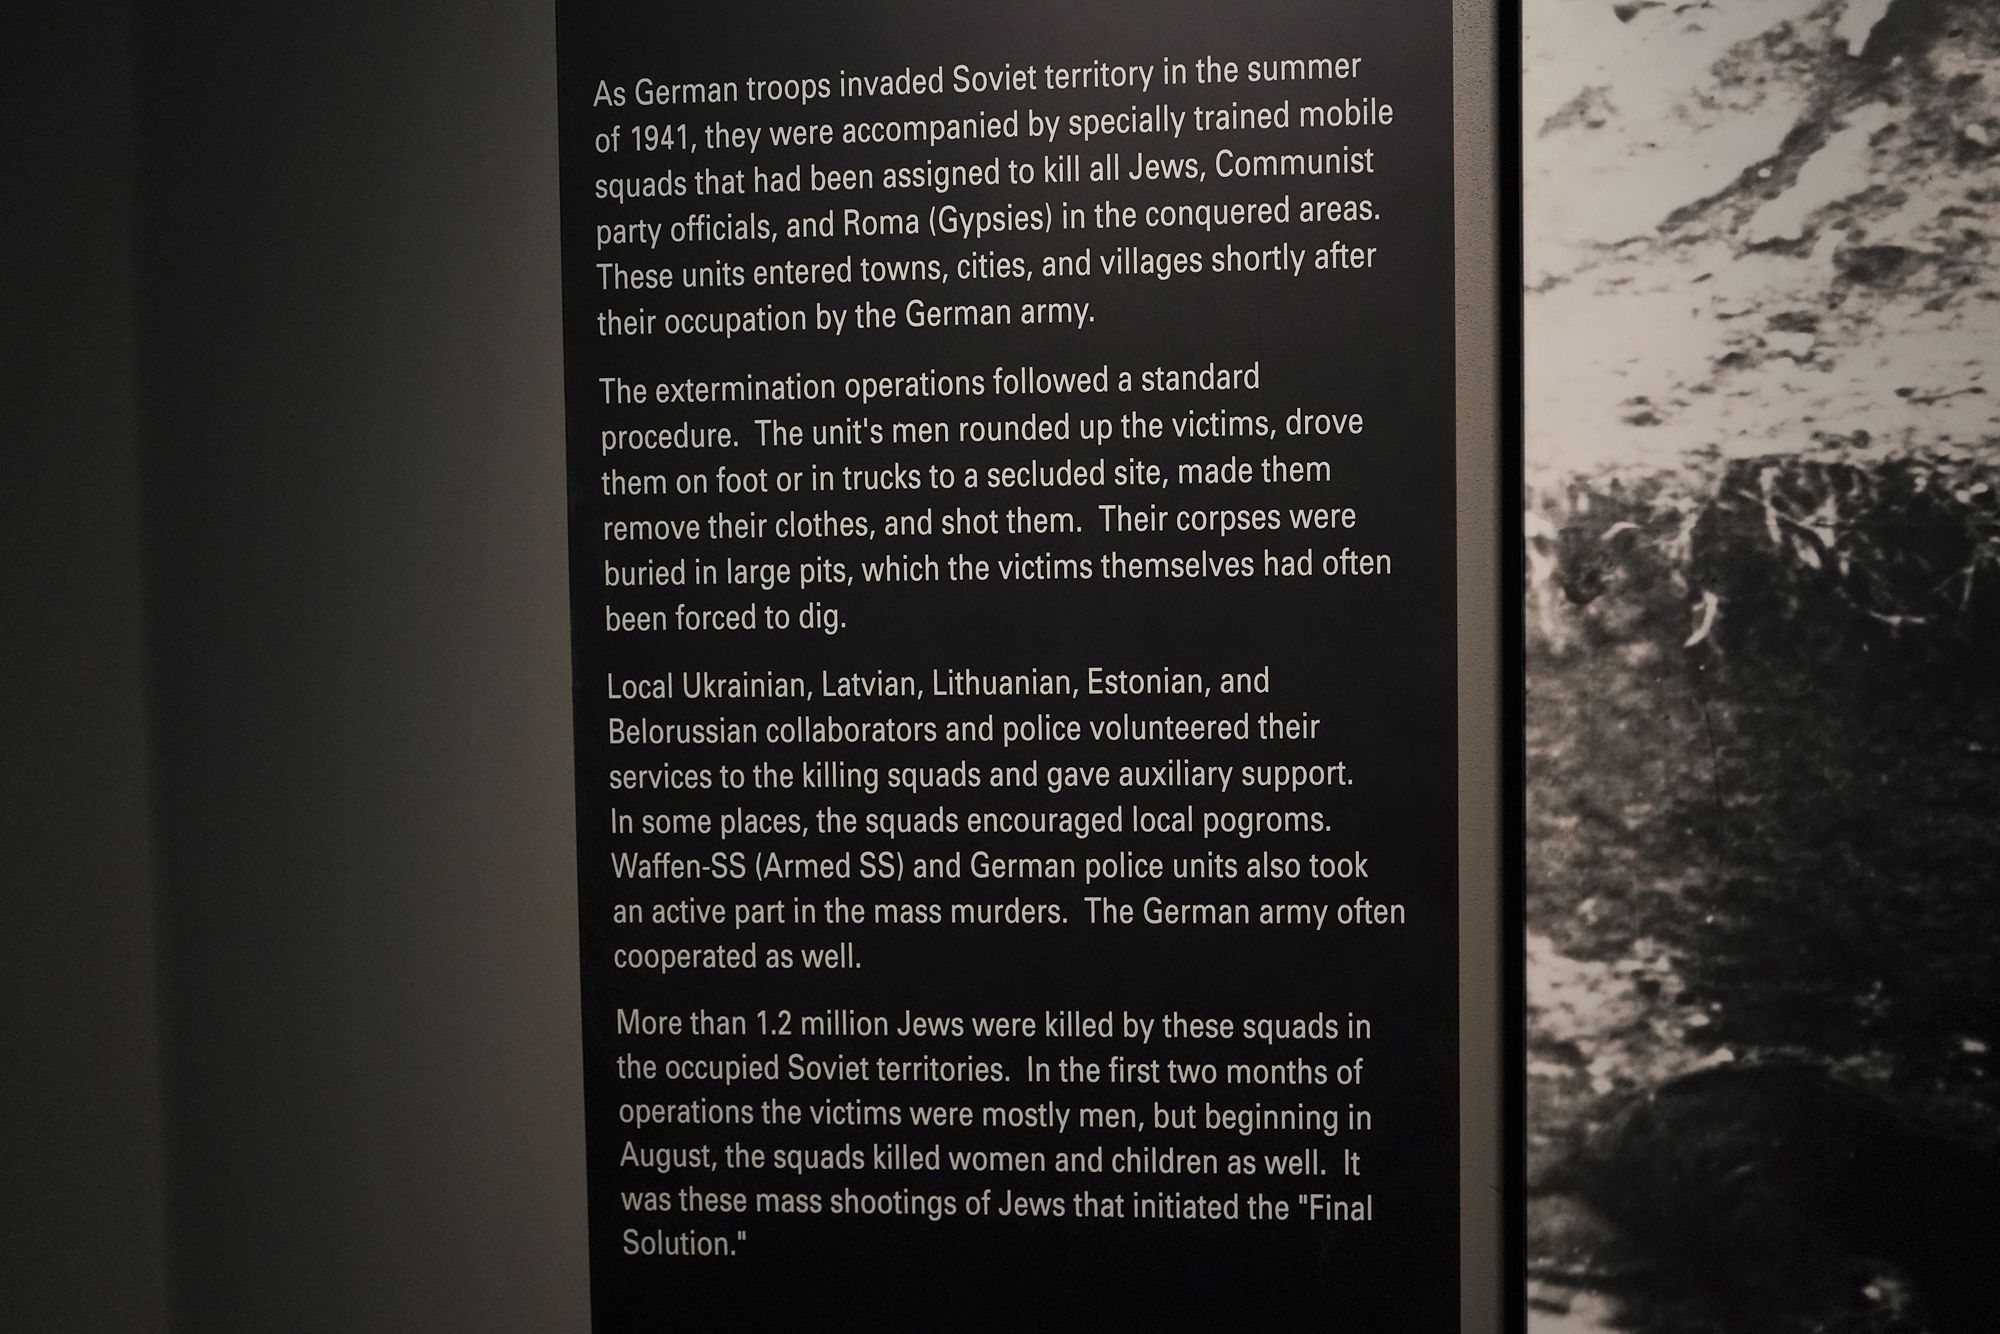 As German troops invaded Soviet territory in the summer
of 1941, they were accompanied by specially trained mobile
squads that had been assigned to kill all Jews, Communist
party officials, and Roma (Gypsies) in the conquered areas.
These units entered towns, cities, and villages shortly after
their occupation by the German army.
The extermination operations followed a standard
procedure.  The unit's men rounded up the victims, drove
them on foot or in trucks to a secluded site, made them
remove their clothes, and shot them.  Their corpses were
buried in large pits, which the victims themselves had often
been forced to dig.
Local Ukrainian, Latvian, Lithuanian, Estonian, and
Belorussian collaborators and police volunteered their
services to the killing squads and gave auxiliary support.
In some places, the squads encouraged local pogroms.
Waffen-SS (Armed SS) and German police units also took
an active part in the mass murders.  The German army often
cooperated as well.
More than 1.2 million Jews were killed by these squads in
the occupied Soviet territories.  In the first two months of
operations the victims were mostly men, but beginning in
August, the squads killed women and children as well.  It
was these mass shootings of Jews that initiated the "Final
Solution."